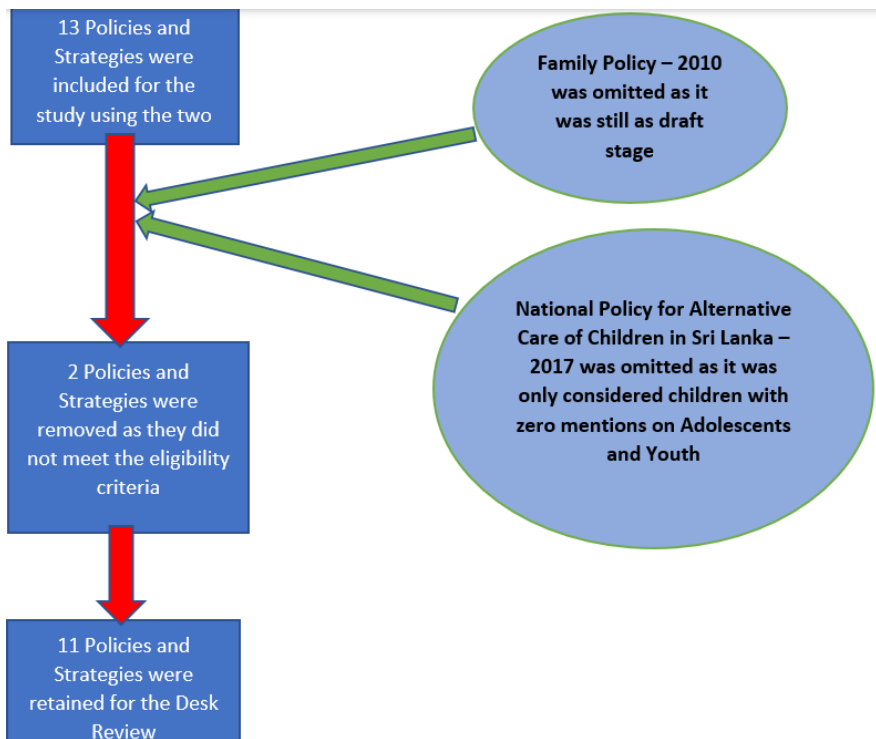 13 Policies and
Strategies were
included for the
study using the two
Family Policy – 2010
was omitted as it
was still as draft
stage
National Policy for Alternative
Care of Children in Sri Lanka –
2017 was omitted as it was
only considered children with
zero mentions on Adolescents
and Youth
2 Policies and
Strategies were
removed as they did
not meet the eligibility
criteria
11 Policies and
Strategies were
retained for the Desk
Review